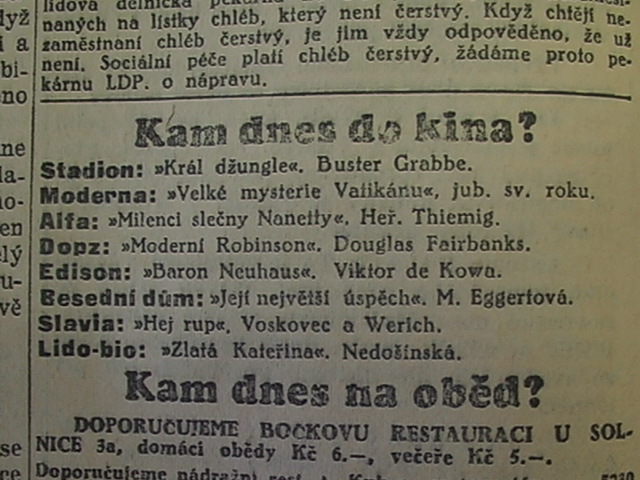 lidová dělnická
naných na lístky chléb, který není čerstvý. Když chtějí ne-
zaměstnaní chléb čerstvý, je jim vždy odpověděno, že už
není. Sociální péče platí chléb čerstvý, žádáme proto pe-
kárnu LDP. o nápravu.
Kam dnes do kina?
Stadion: »Král džungle«. Buster Grabbe.
Moderna: »Velké mysterie Vatikánu«, jub. sv. roku.
Alfa: »Milenci slečny Nanetty«. Heř. Thiemig.
Dopz: »Moderní Robinson«. Douglas Fairbanks.
Edison: »Baron Neuhaus«. Viktor de Kowa.
Besední dům: »Její největší úspěch«. M. Eggertová.
Slavia: »Hej rup«, Voskovec a Werich.
Lido-bio: »Zlatá Kateřina«. Nedošínská.
Kam dnes na oběd?
DOPORUČUJEME BOČKOVU RESTAURACI U SOL-
NICE 3a, domácí obědy Kč 6.—, večeře Kč 5.—.
Doporučujeme nádražní